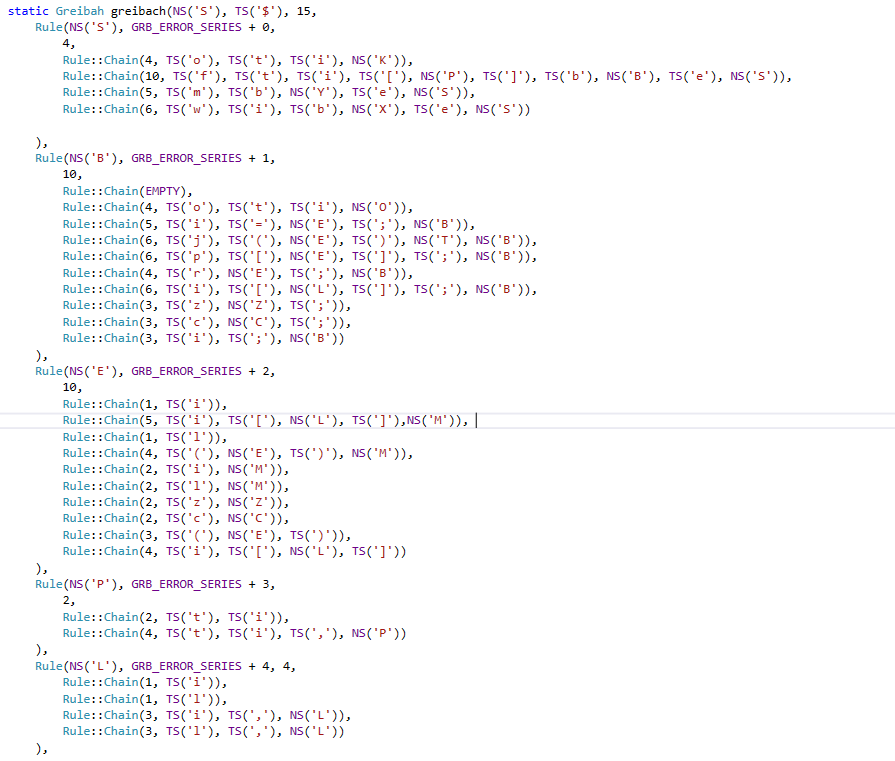 static Greibah greibach(NS('S'), TS('$'), 15,
Rule(NS('S'), GRB_ERROR_SERIES + 0,
4,
Rule::Chain(4, TS('o'), TS('t'), TS('i'), NS('K')),
Rule::Chain(10, TS('f'), TS('t'), TS('i'), TS('['), NS('P'), TS(']'), TS('b'), NS('B'), TS('e'), NS('S')),
Rule::Chain(5, TS('m'), TS('b'), NS('Y'), TS('e'), NS('S')),
Rule::Chain(6, TS('w'), TS('i'), TS('b'), NS('X'), TS('e'), NS('S'))
),
Rule(NS('B'), GRB_ERROR_SERIES + 1,
10,
Rule::Chain(EMPTY),
Rule::Chain(4, TS('o'), TS('t'), TS('i'), NS('O')),
Rule::Chain(5, TS('i'), TS('='), NS('E'), TS(';'), NS('B')),
Rule::Chain(6, TS('j'), TS('('), NS('E'), TS(')'), NS('T'), NS('B')),
Rule::Chain(6, TS('p'), TS('['), NS('E'), TS(']'), TS(';'), NS('B')),
Rule::Chain(4, TS('r'), NS('E'), TS(';'), NS('B')),
Rule::Chain(6, TS('i'), TS('['), NS('L'), TS(']'), TS(';'), NS('B')),
Rule::Chain(3, TS('z'), NS('Z'), TS(';')),
Rule::Chain(3, TS('c'), NS('C'), TS(';')),
Rule::Chain(3, TS('i'), TS(';'), NS('B'))
),
Rule(NS('E'), GRB_ERROR_SERIES + 2,
10,
Rule::Chain(1, TS('i')),
Rule::Chain(5, TS('i'), TS('['), NS('L'), TS(']'),NS('M')),
Rule::Chain(1, TS('l')),
Rule::Chain(4, TS('('), NS('E'), TS(')'), NS('M')),
Rule::Chain(2, TS('i'), NS('M')),
Rule::Chain(2, TS('l'), NS('M')),
Rule::Chain(2, TS('z'), NS('Z')),
Rule::Chain(2, TS('c'), NS('C')),
Rule::Chain(3, TS('('), NS('E'), TS(')')),
Rule::Chain(4, TS('i'), TS('['), NS('L'), TS(']'))
),
Rule(NS('P'), GRB_ERROR_SERIES + 3,
2,
Rule::Chain(2, TS('t'), TS('i')),
Rule::Chain(4, TS('t'), TS('i'), TS(','), NS('P'))
),
Rule(NS('L'), GRB_ERROR_SERIES + 4, 4,
Rule::Chain(1, TS('i')),
Rule::Chain(1, TS('l')),
Rule::Chain(3, TS('i'), TS(','), NS('L')),
Rule::Chain(3, TS('l'), TS(','), NS('L'))
),